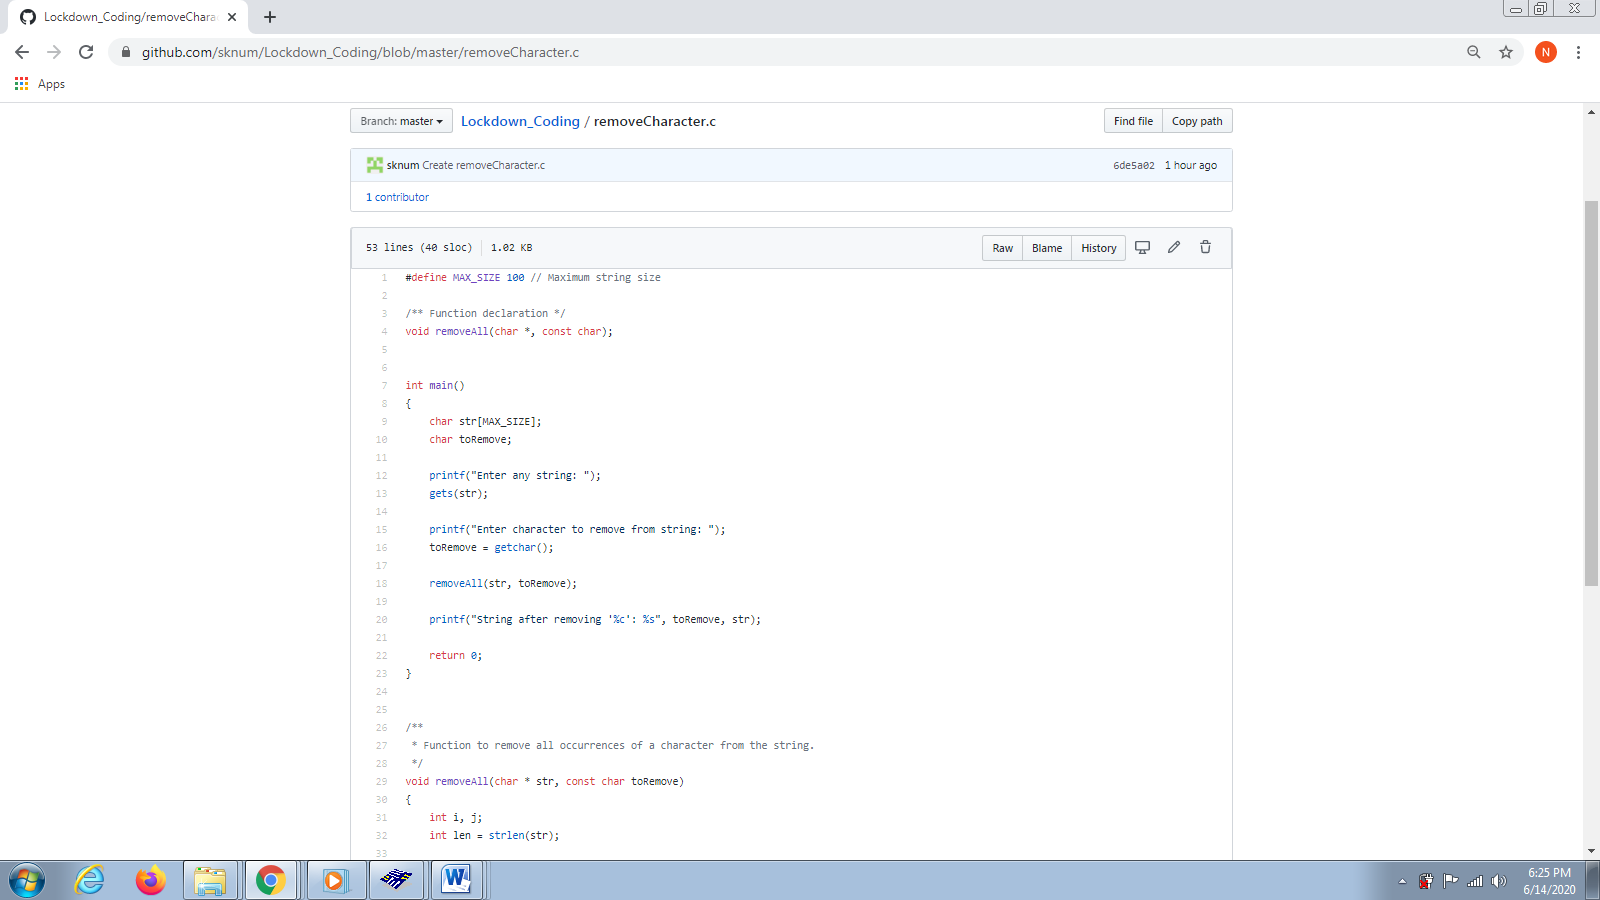 Lockdown_Coding/removeChara
github.com/sknum/Lockdown_Coding/blob/master/removeCharacter.c
N
Apps
Branch: master
Lockdown_Coding / removeCharacter.c
Find file
Copy path
sknum Create removeCharacter.c
6de5a02 1 hour ago
1 contributor
53 lines (40 sloc) 1.02 KB
Raw
Blame
History
1 #define MAX_SIZE 100 // Maximum string size
2
3 /** Function declaration */
4 void removeAll(char *, const char);
5
6
7 int main()
8 {
9 char str[MAX_SIZE];
10 char toRemove;
11
12 printf("Enter any string: ");
13 gets(str);
14
15 printf("Enter character to remove from string: ");
16 toRemove = getchar();
17
18 removeAll(str, toRemove);
19
20 printf("String after removing '%c': %s", toRemove, str);
21
22 return 0;
23 }
24
25
26 /**
27 * Function to remove all occurrences of a character from the string.
28 */
29 void removeAll(char * str, const char toRemove)
30 {
31 int i, j;
32 int len = strlen(str);
33
6:25 PM
6/14/2020